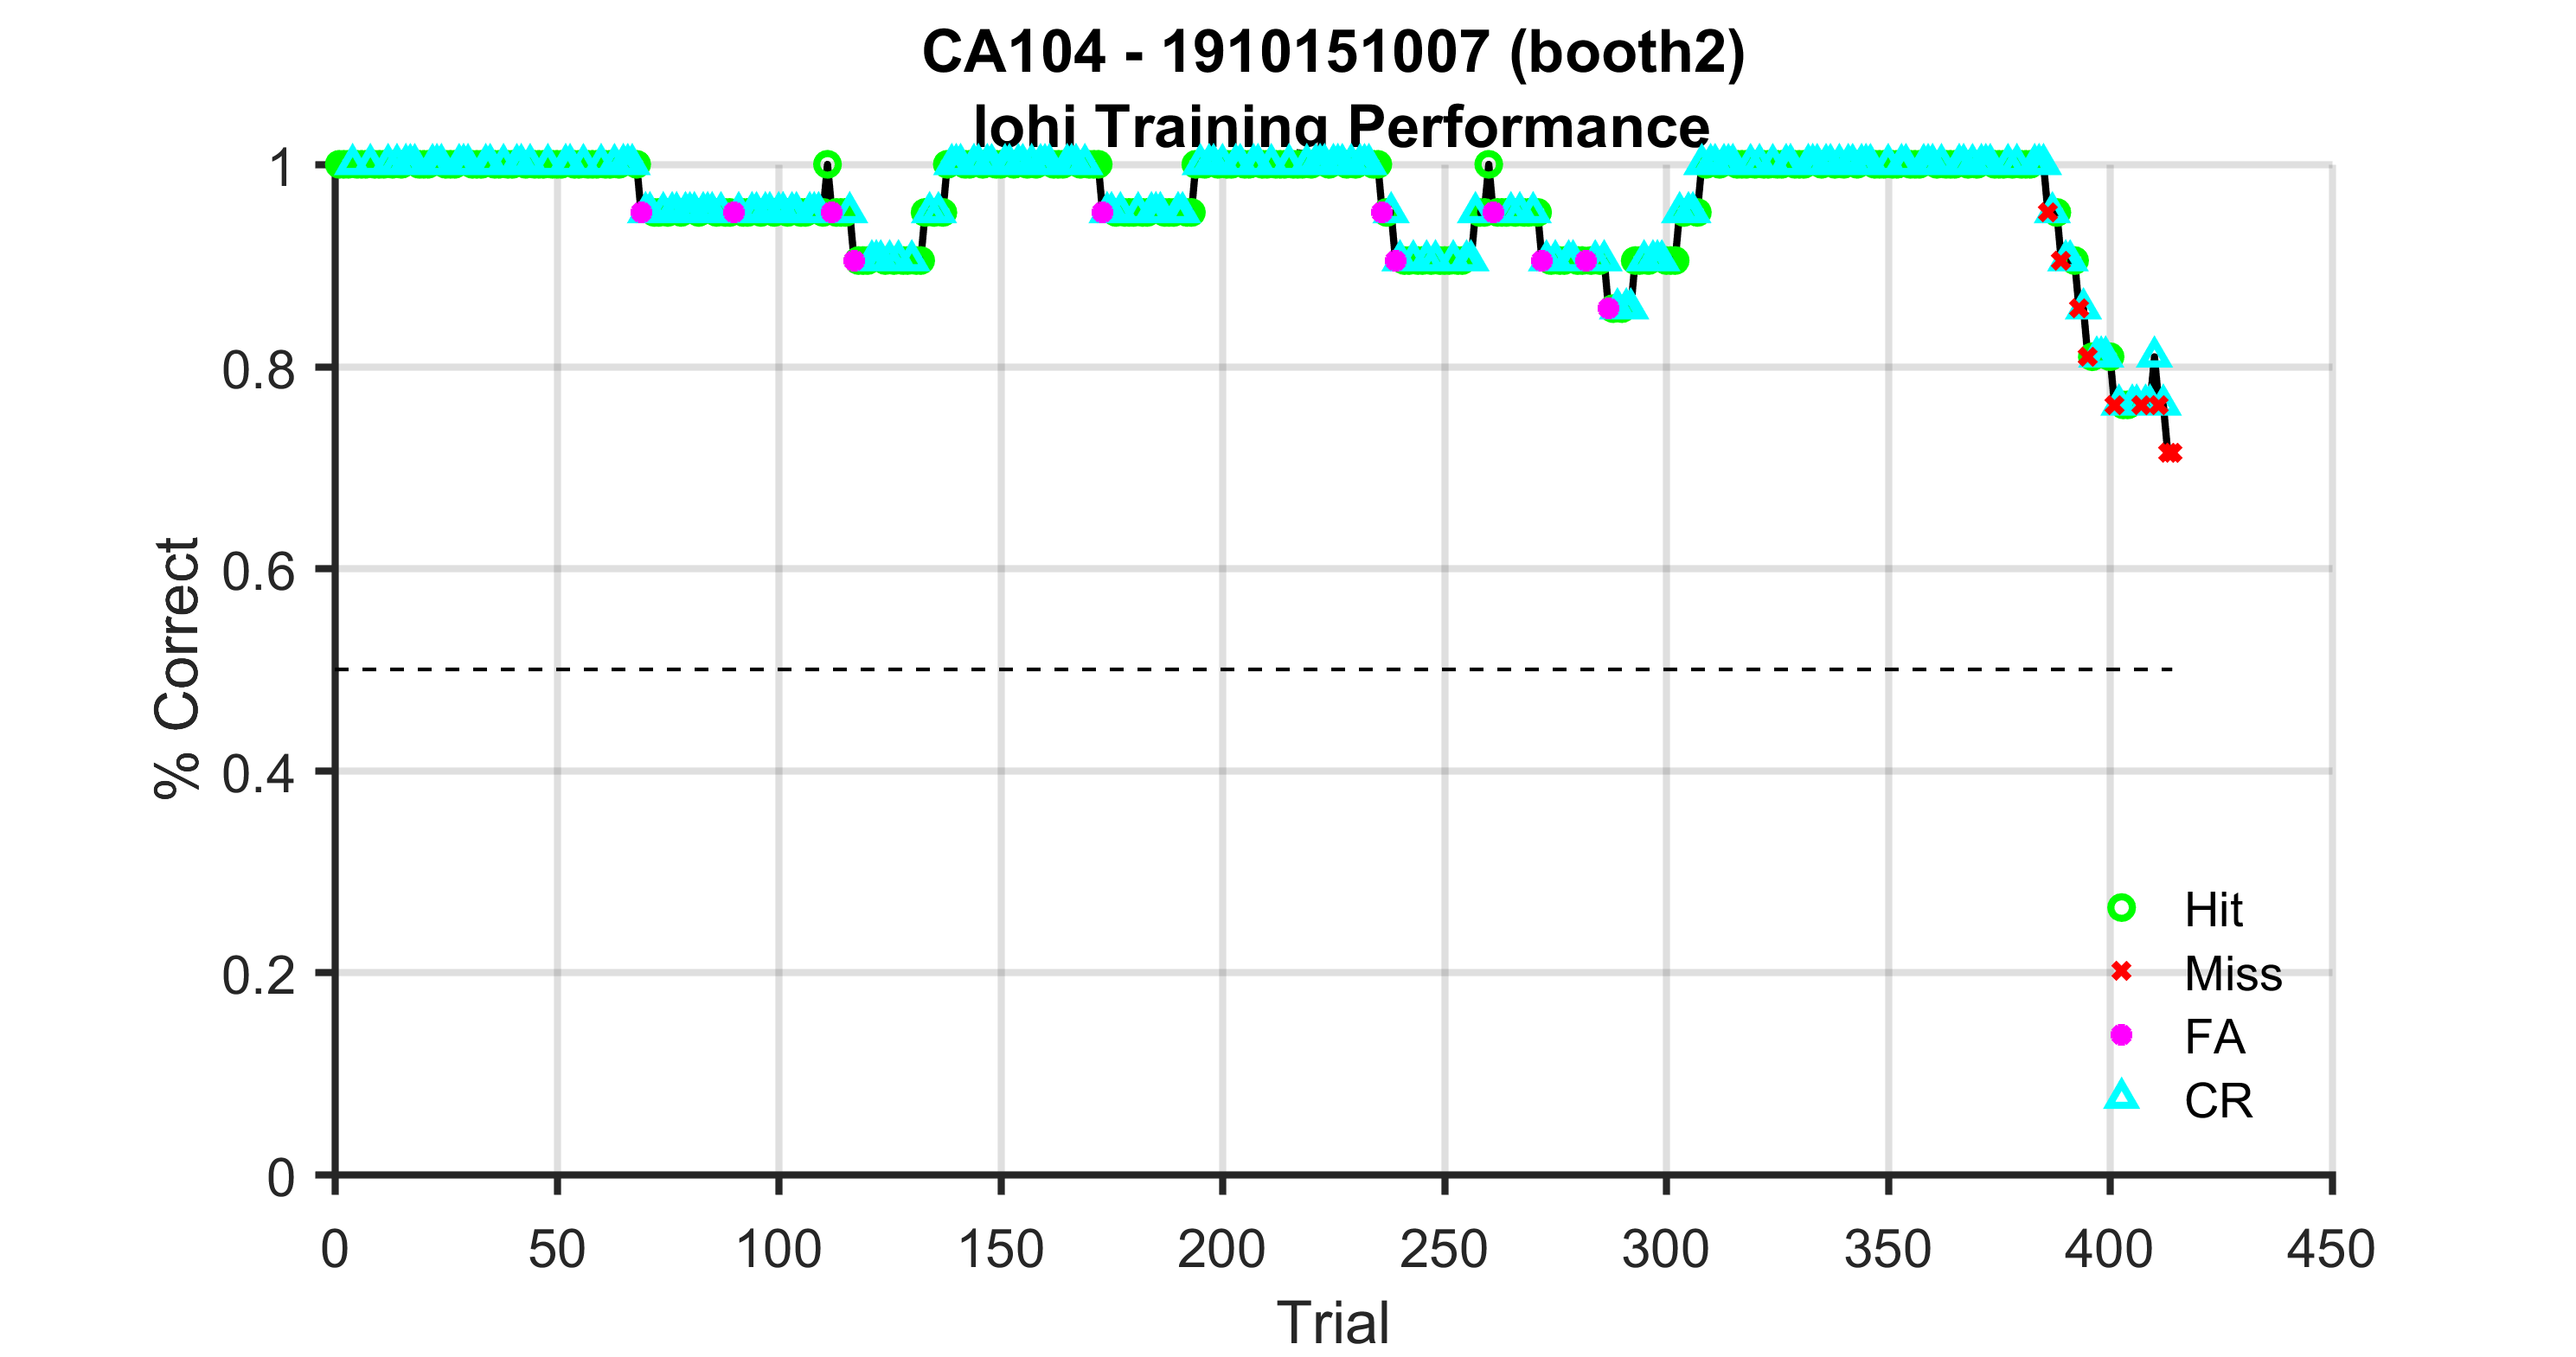 CA104 - 1910151007 (booth2)
lohi Training Performance
% Correct
1
0.8
0.6
0.4
0.2
0
0 50 100 150 200 250 300 350 400 450
Trial
Hit
Miss
FA
CR